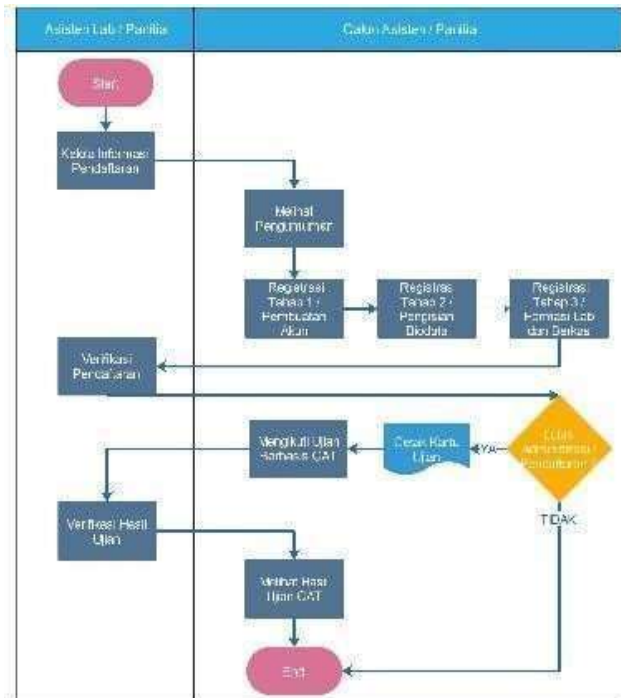 Asisten Lab / Panitia
Calon Asisten / Panitia
Start
Kelola Informasi
Pendaftaran
Melihat
Pengumuman
Registrasi
Tahap 1 /
Pembuatan
Akun
Registrasi
Tahap 2 /
Pengisian
Biodata
Registrasi
Tahap 3 /
Formasi Lab
dan Berkas
Verifikasi
Pendaftaran
Lulus
Administrasi /
Pendaftaran
YA
Cetak Kartu
Ujian
Mengikuti Ujian
Berbasis CAT
TIDAK
Verifikasi Hasil
Ujian
Melihat Hasil
Ujian CAT
End